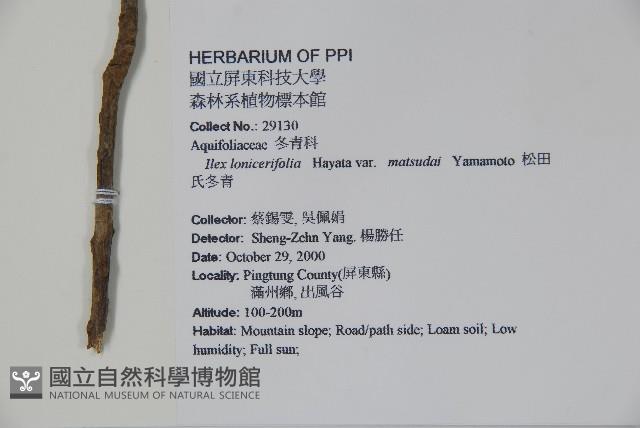 HERBARIUM OF PPI
國立屏東科技大學
森林系植物標本館
Collect No.: 29130
Aquifoliaceae 冬青科
Ilex lonicerifolia Hayata var. matsudai Yamamoto 松田
氏冬青
Collector: 蔡錫雯, 吳佩娟
Detector: Sheng-Zehn Yang. 楊勝任
Date: October 29, 2000
Locality: Pingtung County(屏東縣)
滿州鄉, 出風谷
Altitude: 100-200m
Habitat: Mountain slope; Road/path side; Loam soil; Low
humidity; Full sun;
國立自然科學博物館
NATIONAL MUSEUM OF NATURAL SCIENCE